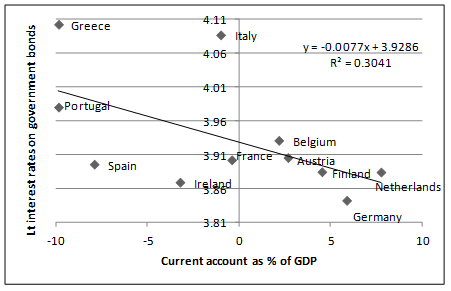 4.11
Greece
Italy
4.06
y = -0.0077x + 3.9286
R² = 0.3041
4.01
Portugal
3.96
Belgium
3.91
France
Austria
Spain
Finland
Ireland
3.86
Netherlands
Germany
3.81
-10 -5 0 5 10
Lt interest rates on government bonds
Current account as % of GDP